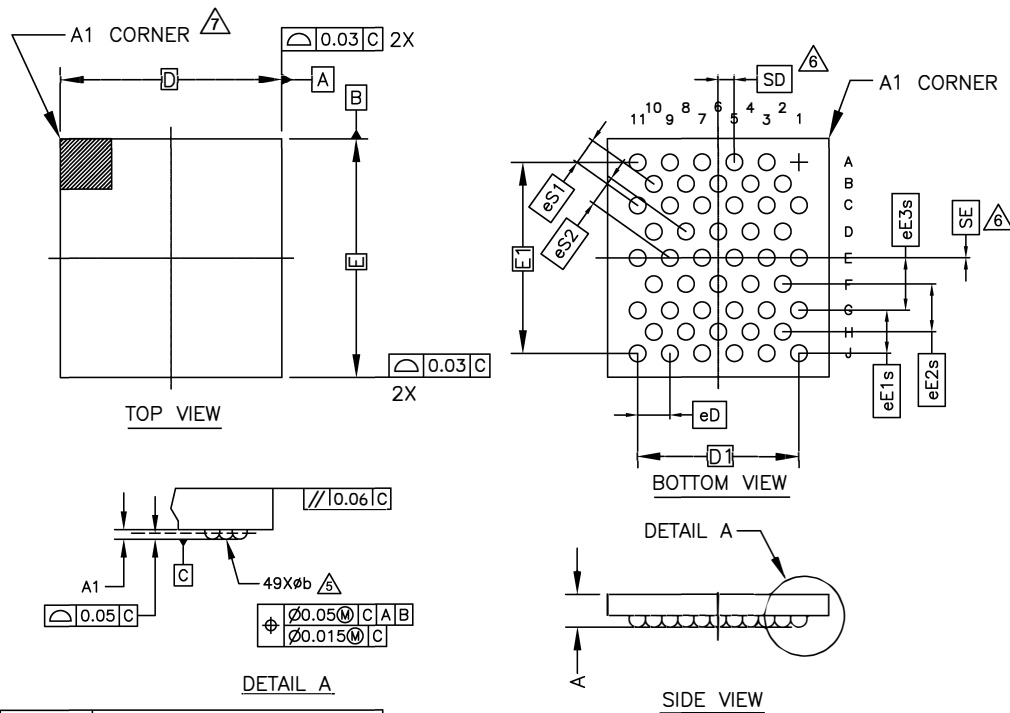 A1 CORNER 7
⌓ 0.03 C 2X
D
A
B
E
⌓ 0.03 C
2X
TOP VIEW
SD 6
A1 CORNER
10 8 6 4 2
11 9 7 5 3 1
A
B
C
D
E
F
G
H
J
eS1
eS2
E1
eE3s
SE 6
eE1s
eE2s
eD
D1
BOTTOM VIEW
// 0.06 C
A1
C
49XØb 5
⌓ 0.05 C
⌖ Ø0.05Ⓜ C A B
Ø0.015Ⓜ C
DETAIL A
DETAIL A
A
SIDE VIEW